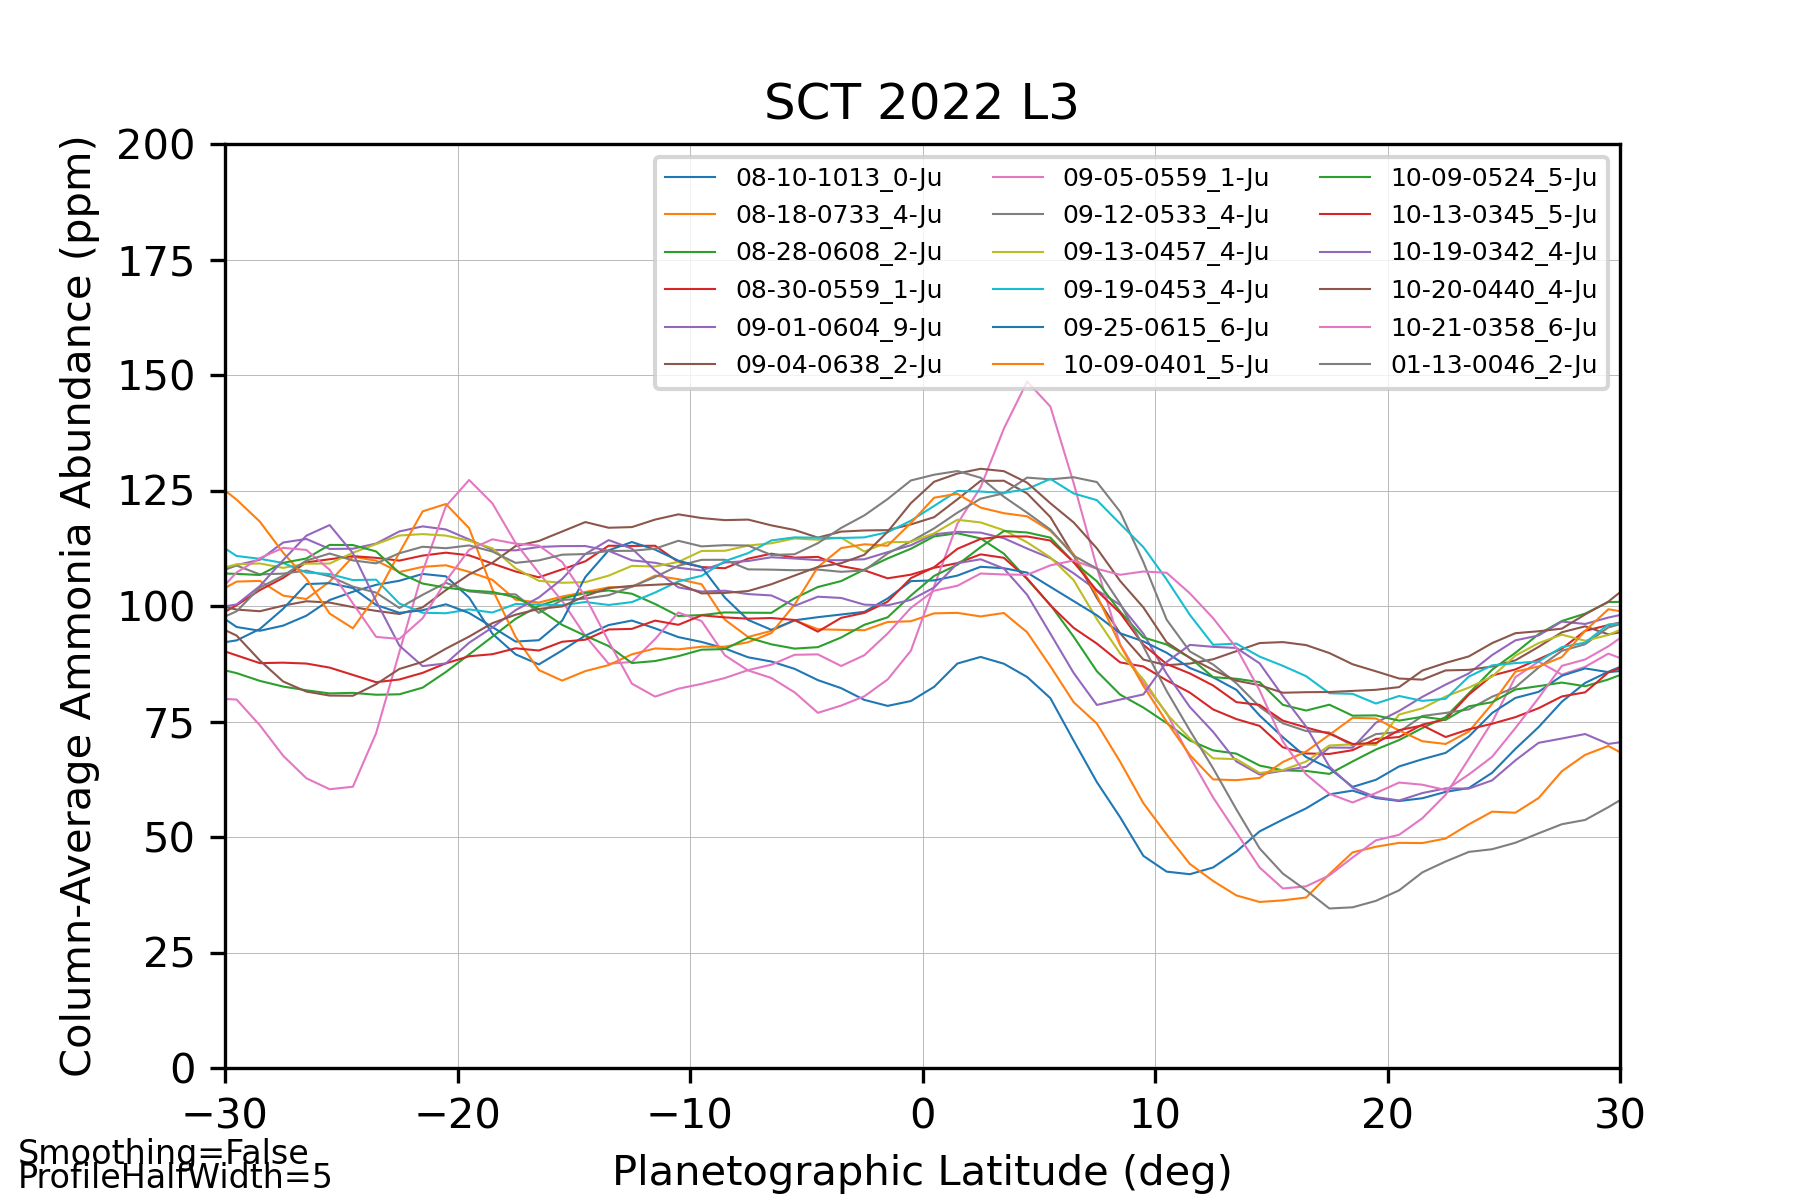 SCT 2022 L3
Column-Average Ammonia Abundance (ppm)
200
175
150
125
100
75
50
25
0
08-10-1013_0-Ju
08-18-0733_4-Ju
08-28-0608_2-Ju
08-30-0559_1-Ju
09-01-0604_9-Ju
09-04-0638_2-Ju
09-05-0559_1-Ju
09-12-0533_4-Ju
09-13-0457_4-Ju
09-19-0453_4-Ju
09-25-0615_6-Ju
10-09-0401_5-Ju
10-09-0524_5-Ju
10-13-0345_5-Ju
10-19-0342_4-Ju
10-20-0440_4-Ju
10-21-0358_6-Ju
01-13-0046_2-Ju
−30 −20 −10 0 10 20 30
Planetographic Latitude (deg)
Smoothing=False
ProfileHalfWidth=5